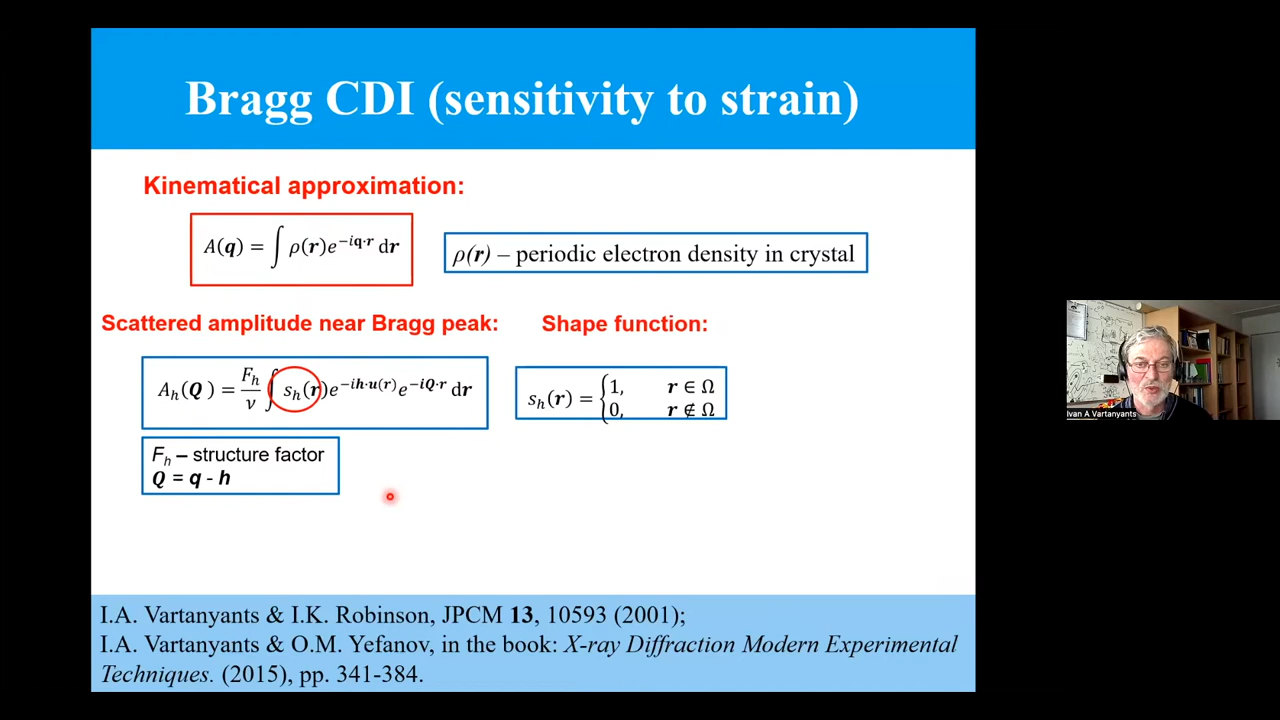 Bragg CDI (sensitivity to strain)
Kinematical approximation:
A(q) = ∫ ρ(r)e^{−iq·r} dr
ρ(r) – periodic electron density in crystal
Scattered amplitude near Bragg peak:
Shape function:
A_h(Q) = F_h/v ∫ s_h(r)e^{−ih·u(r)}e^{−iQ·r} dr
s_h(r) = {1, r ∈ Ω
0, r ∉ Ω
F_h – structure factor
Q = q - h
I.A. Vartanyants & I.K. Robinson, JPCM 13, 10593 (2001);
I.A. Vartanyants & O.M. Yefanov, in the book: X-ray Diffraction Modern Experimental
Techniques. (2015), pp. 341-384.
Ivan A Vartanyants